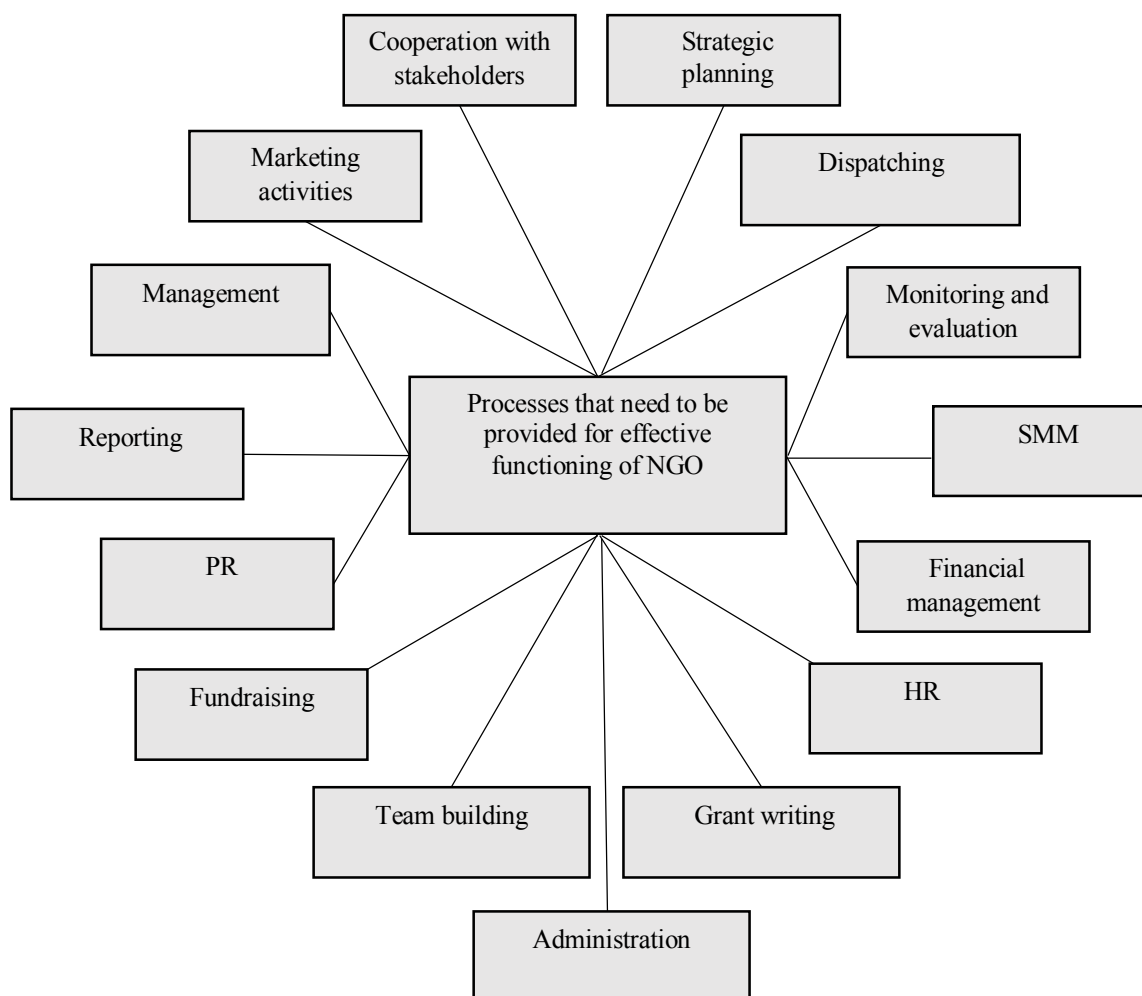 Cooperation with
stakeholders
Strategic
planning
Marketing
activities
Dispatching
Management
Monitoring and
evaluation
Processes that need to be
provided for effective
functioning of NGO
Reporting
SMM
PR
Financial
management
Fundraising
HR
Team building
Grant writing
Administration